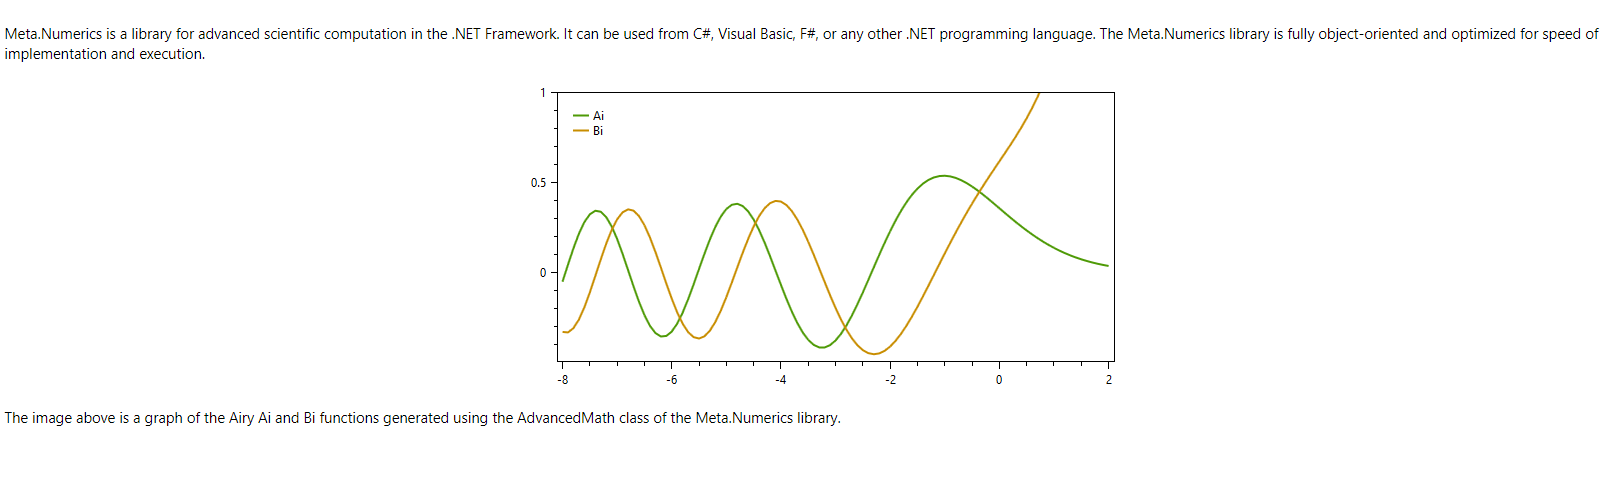 Meta.Numerics is a library for advanced scientific computation in the .NET Framework. It can be used from C#, Visual Basic, F#, or any other .NET programming language. The Meta.Numerics library is fully object-oriented and optimized for speed of
implementation and execution.
1
Ai
Bi
0.5
0
-8 -6 -4 -2 0 2
The image above is a graph of the Airy Ai and Bi functions generated using the AdvancedMath class of the Meta.Numerics library.